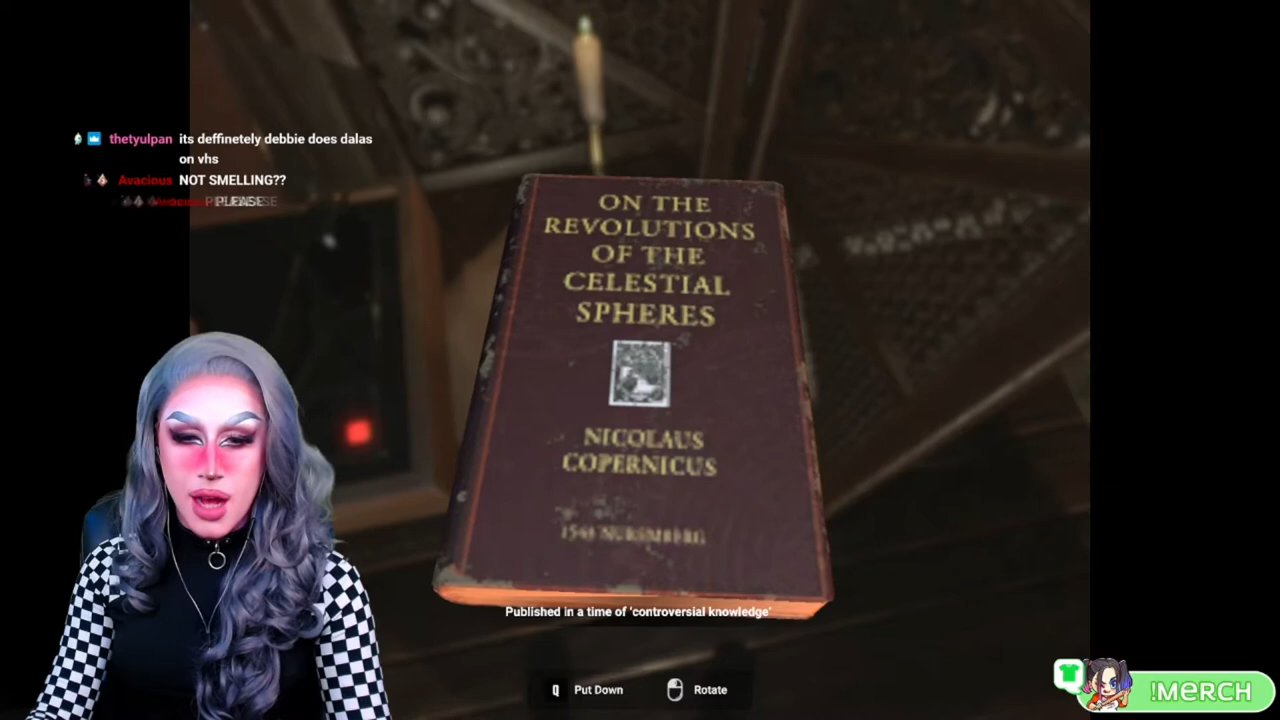 thetyulpan its deffinetely debbie does dalas
on vhs
Avacious NOT SMELLING??
PLEASE
ON THE
REVOLUTIONS
OF THE
CELESTIAL
SPHERES
NICOLAUS
COPERNICUS
Published in a time of 'controversial knowledge'
Q Put Down Rotate
!MERCH